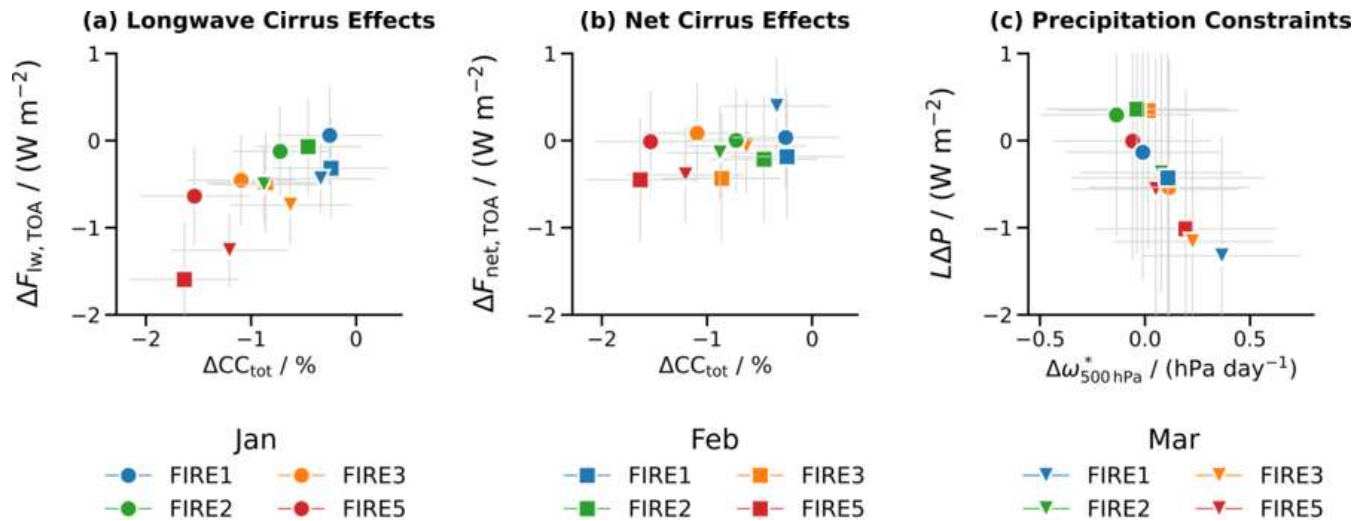 (a) Longwave Cirrus Effects
(b) Net Cirrus Effects
(c) Precipitation Constraints
ΔF_lw, TOA / (W m⁻²)
1
0
−1
−2
−2
−1
0
ΔCC_tot / %
ΔF_net, TOA / (W m⁻²)
1
0
−1
−2
−2
−1
0
ΔCC_tot / %
LΔP / (W m⁻²)
1
0
−1
−2
−0.5
0.0
0.5
Δω*_500 hPa / (hPa day⁻¹)
Jan
FIRE1 FIRE3
FIRE2 FIRE5
Feb
FIRE1 FIRE3
FIRE2 FIRE5
Mar
FIRE1 FIRE3
FIRE2 FIRE5